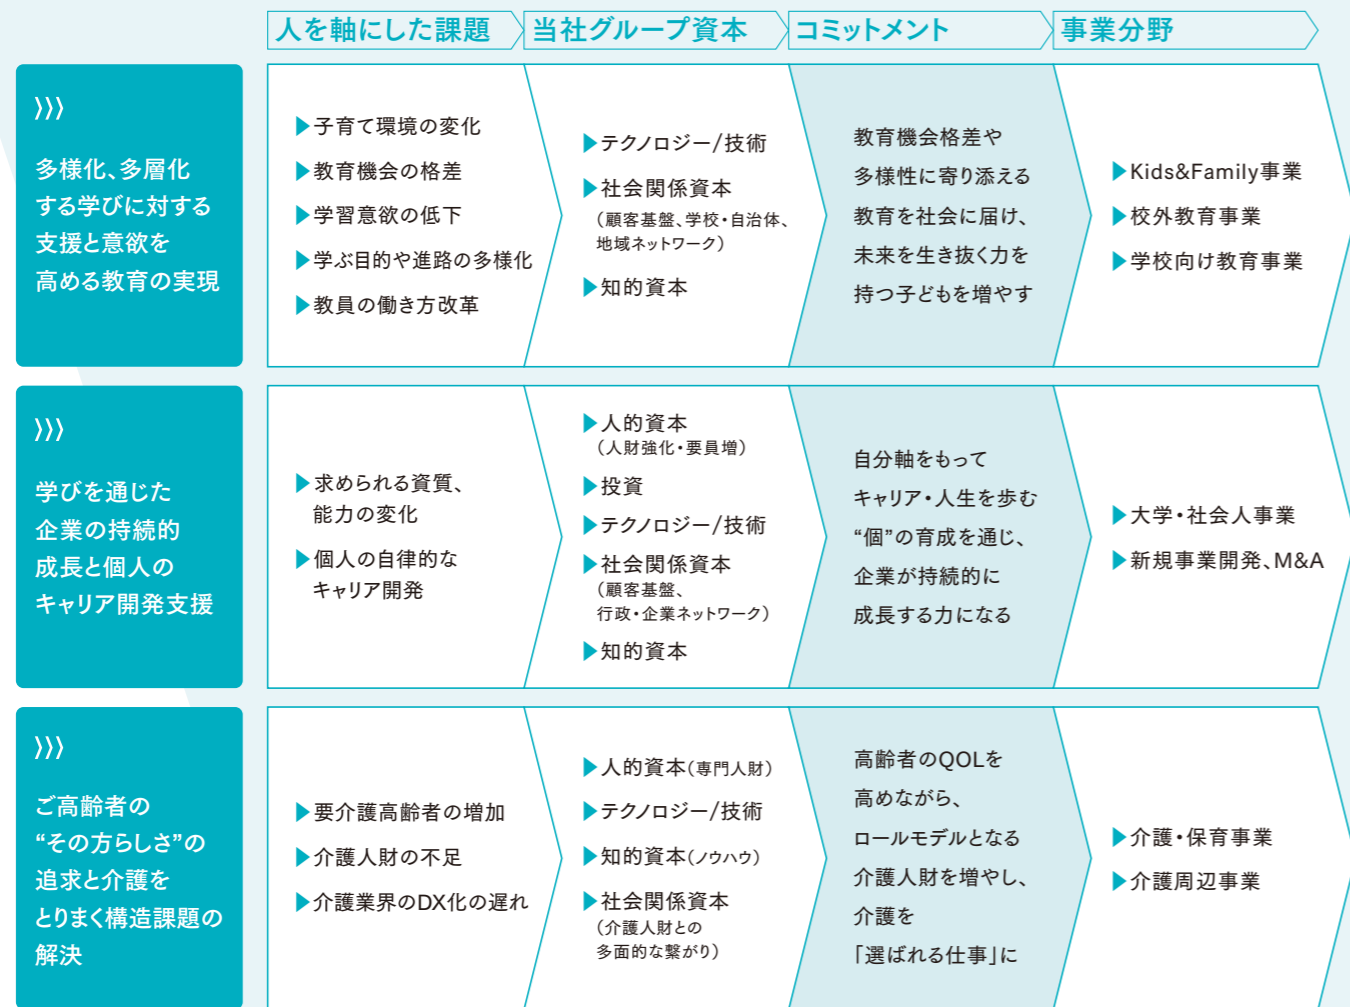 人を軸にした課題
当社グループ資本
コミットメント
事業分野
多様化、多層化
する学びに対する
支援と意欲を
高める教育の実現
▶子育て環境の変化
▶教育機会の格差
▶学習意欲の低下
▶学ぶ目的や進路の多様化
▶教員の働き方改革
▶テクノロジー/技術
▶社会関係資本
（顧客基盤、学校・自治体、
地域ネットワーク）
▶知的資本
教育機会格差や
多様性に寄り添える
教育を社会に届け、
未来を生き抜く力を
持つ子どもを増やす
▶Kids&Family事業
▶校外教育事業
▶学校向け教育事業
学びを通じた
企業の持続的
成長と個人の
キャリア開発支援
▶求められる資質、
能力の変化
▶個人の自律的な
キャリア開発
▶人的資本
（人財強化・要員増）
▶投資
▶テクノロジー/技術
▶社会関係資本
（顧客基盤、
行政・企業ネットワーク）
▶知的資本
自分軸をもって
キャリア・人生を歩む
“個”の育成を通じ、
企業が持続的に
成長する力になる
▶大学・社会人事業
▶新規事業開発、M&A
ご高齢者の
“その方らしさ”の
追求と介護を
とりまく構造課題の
解決
▶要介護高齢者の増加
▶介護人財の不足
▶介護業界のDX化の遅れ
▶人的資本（専門人財）
▶テクノロジー/技術
▶知的資本（ノウハウ）
▶社会関係資本
（介護人財との
多面的な繋がり）
高齢者のQOLを
高めながら、
ロールモデルとなる
介護人財を増やし、
介護を
「選ばれる仕事」に
▶介護・保育事業
▶介護周辺事業